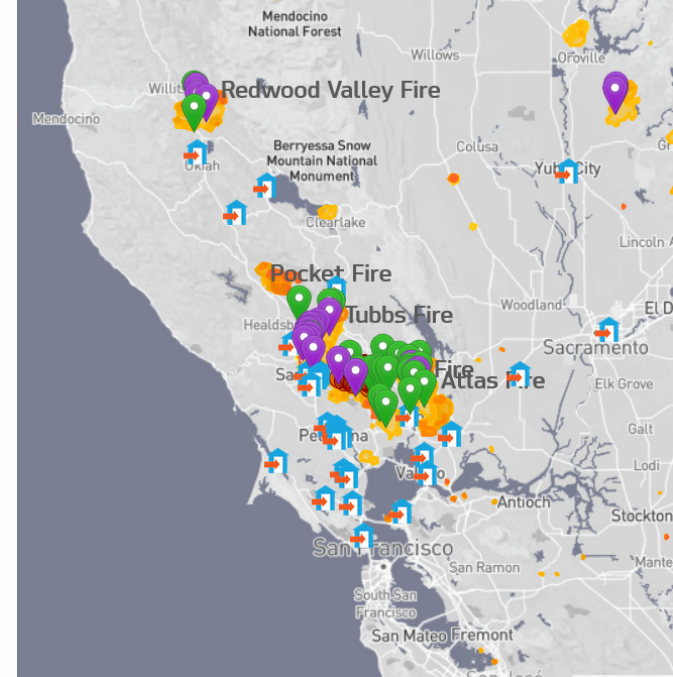 Mendocino
National Forest
Willows
Oroville
Redwood Valley Fire
Mendocino
Berryessa Snow
Mountain National
Monument
Colusa
Ukiah
Yuba City
Clearlake
Lincoln
Pocket Fire
Woodland
Tubbs Fire
El D
Healdsb
Sacramento
Fire
Atlas Fire
Elk Grove
Galt
Lodi
Antioch
Stockton
San Francisco
San Ramon
Mante
South San
Francisco
San Mateo
Fremont